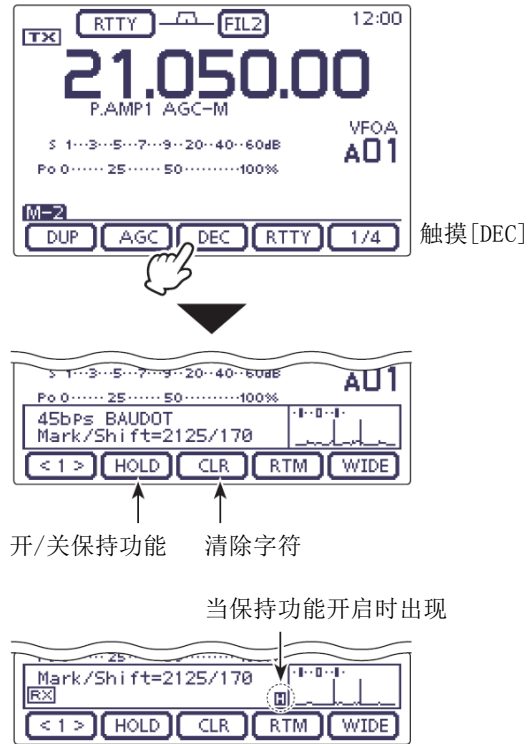 RTTY FIL2 12:00
TX
21.050.00
P.AMP1 AGC-M
VFOA
A01
S 1···3···5···7···9··20··40··60dB
Po 0······25······50··········100%
M-2
DUP AGC DEC RTTY 1/4
触摸[DEC]
S 1···3···5···7···9··20··40··60dB
A01
Po 0······25······50··········100%
45bps BAUDOT
Mark/Shift=2125/170
<1> HOLD CLR RTM WIDE
开/关保持功能 清除字符
当保持功能开启时出现
25
Mark/Shift=2125/170
RX H
<1> HOLD CLR RTM WIDE